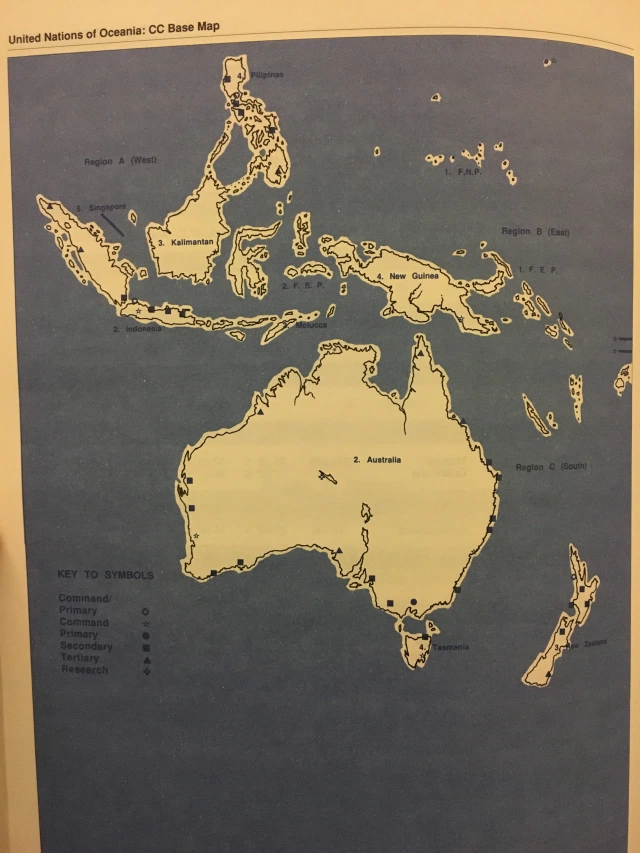 United Nations of Oceania: CC Base Map
4. Pilipinas
Region A (West)
1. F.N.P.
5. Singapore
Region B (East)
3. Kalimantan
1. F.E.P.
4. New Guinea
2. F.S.P.
2. Indonesia
Molucca
2. Australia
Region C (South)
KEY TO SYMBOLS
Command/
Primary
Command
Primary
Secondary
Tertiary
Research
4. Tasmania
3. New Zealand